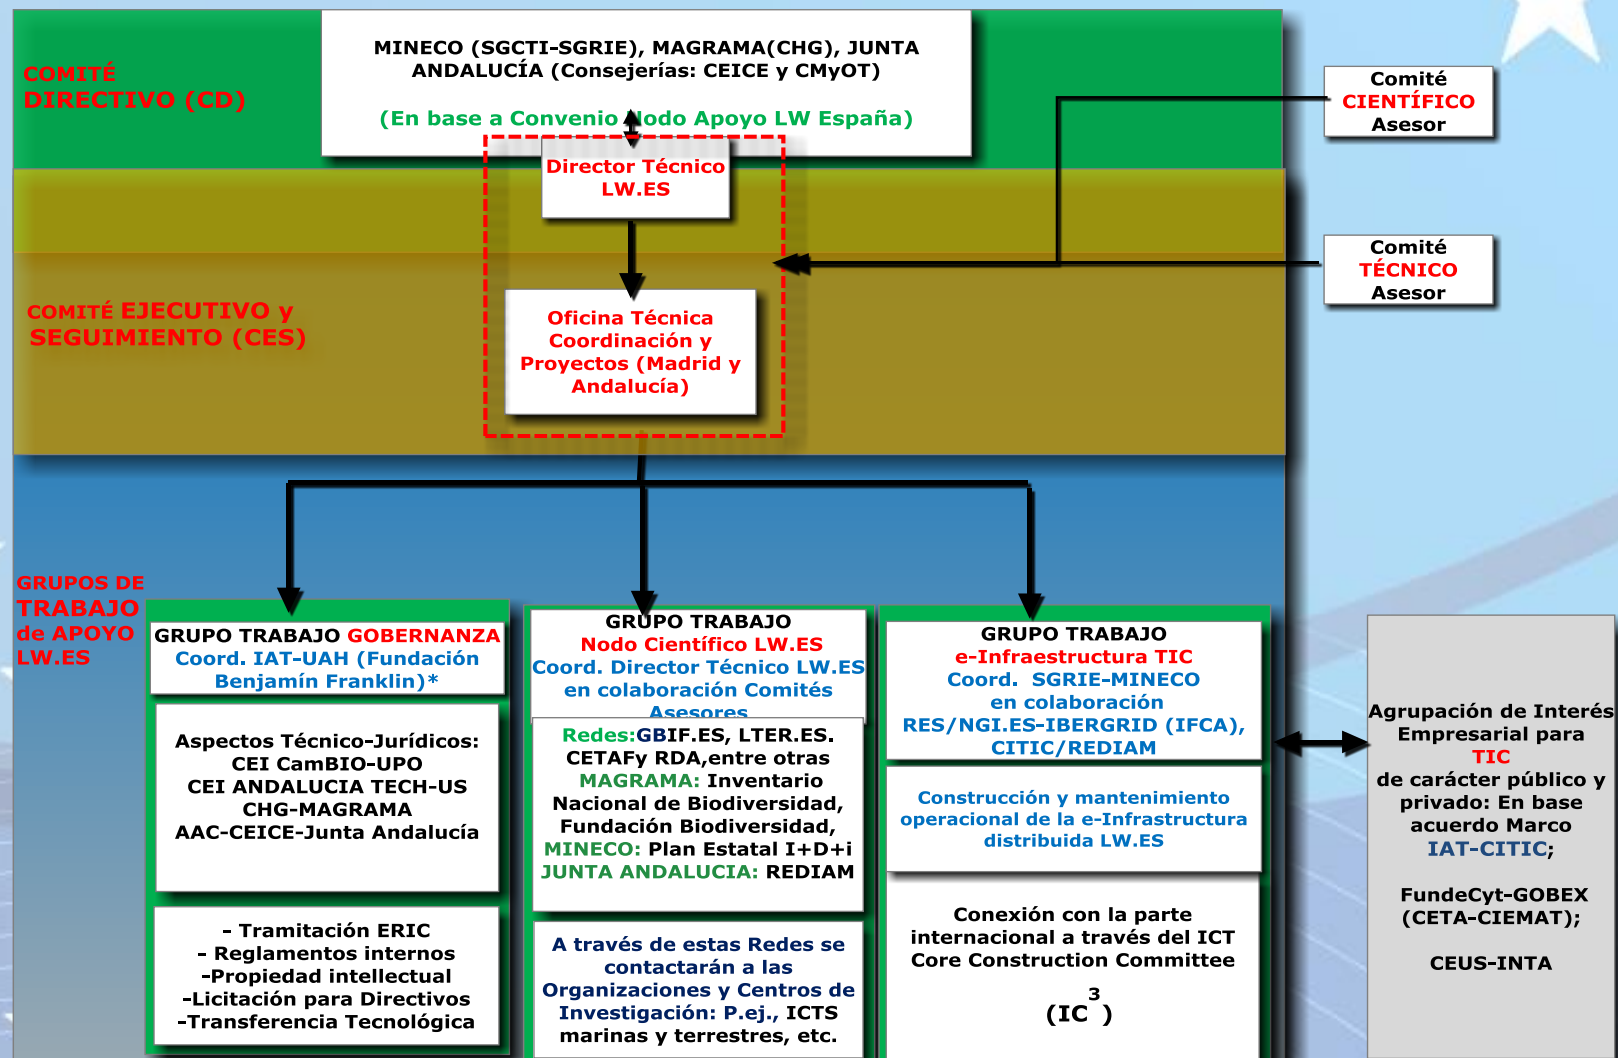 COMITÉ
DIRECTIVO (CD)
MINECO (SGCTI-SGRIE), MAGRAMA(CHG), JUNTA
ANDALUCÍA (Consejerías: CEICE y CMyOT)
(En base a Convenio Nodo Apoyo LW España)
Comité
CIENTÍFICO
Asesor
Director Técnico
LW.ES
Comité
TÉCNICO
Asesor
COMITÉ EJECUTIVO y
SEGUIMIENTO (CES)
Oficina Técnica
Coordinación y
Proyectos (Madrid y
Andalucía)
GRUPOS DE
TRABAJO
de APOYO
LW.ES
GRUPO TRABAJO GOBERNANZA
Coord. IAT-UAH (Fundación
Benjamín Franklin)*
Aspectos Técnico-Jurídicos:
CEI CamBIO-UPO
CEI ANDALUCIA TECH-US
CHG-MAGRAMA
AAC-CEICE-Junta Andalucía
- Tramitación ERIC
- Reglamentos internos
-Propiedad intellectual
-Licitación para Directivos
-Transferencia Tecnológica
GRUPO TRABAJO
Nodo Científico LW.ES
Coord. Director Técnico LW.ES
en colaboración Comités
Asesores
Redes:GBIF.ES, LTER.ES.
CETAFy RDA,entre otras
MAGRAMA: Inventario
Nacional de Biodiversidad,
Fundación Biodiversidad,
MINECO: Plan Estatal I+D+i
JUNTA ANDALUCIA: REDIAM
A través de estas Redes se
contactarán a las
Organizaciones y Centros de
Investigación: P.ej., ICTS
marinas y terrestres, etc.
GRUPO TRABAJO
e-Infraestructura TIC
Coord. SGRIE-MINECO
en colaboración
RES/NGI.ES-IBERGRID (IFCA),
CITIC/REDIAM
Construcción y mantenimiento
operacional de la e-Infrastructura
distribuida LW.ES
Conexión con la parte
internacional a través del ICT
Core Construction Committee
(IC³)
Agrupación de Interés
Empresarial para
TIC
de carácter público y
privado: En base
acuerdo Marco
IAT-CITIC;
FundeCyt-GOBEX
(CETA-CIEMAT);
CEUS-INTA